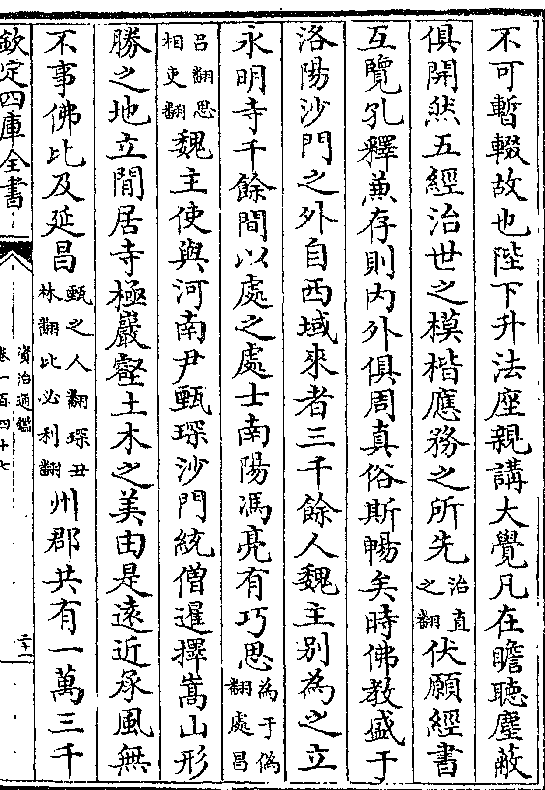 不可暫輟故也陛下升法座親講大覺凡在瞻聽塵蔽
俱開然五經治世之模楷應務之所先治直之翻伏願經書
互覽孔釋兼存則内外俱周真俗斯暢矣時佛教盛于
洛陽沙門之外自西域來者三千餘人魏主别為之立
永明寺千餘間以處之處士南陽馮亮有巧思為于偽翻處昌
吕翻思相吏翻魏主使與河南尹甄琛沙門統僧暹擇嵩山形
勝之地立閒居寺極巖壑土木之美由是遠近承風無
不事佛比及延昌甄之人翻琛丑林翻比必利翻州郡共有一萬三千
欽定四庫全書
資治通鑑
卷一百四十七
二十一